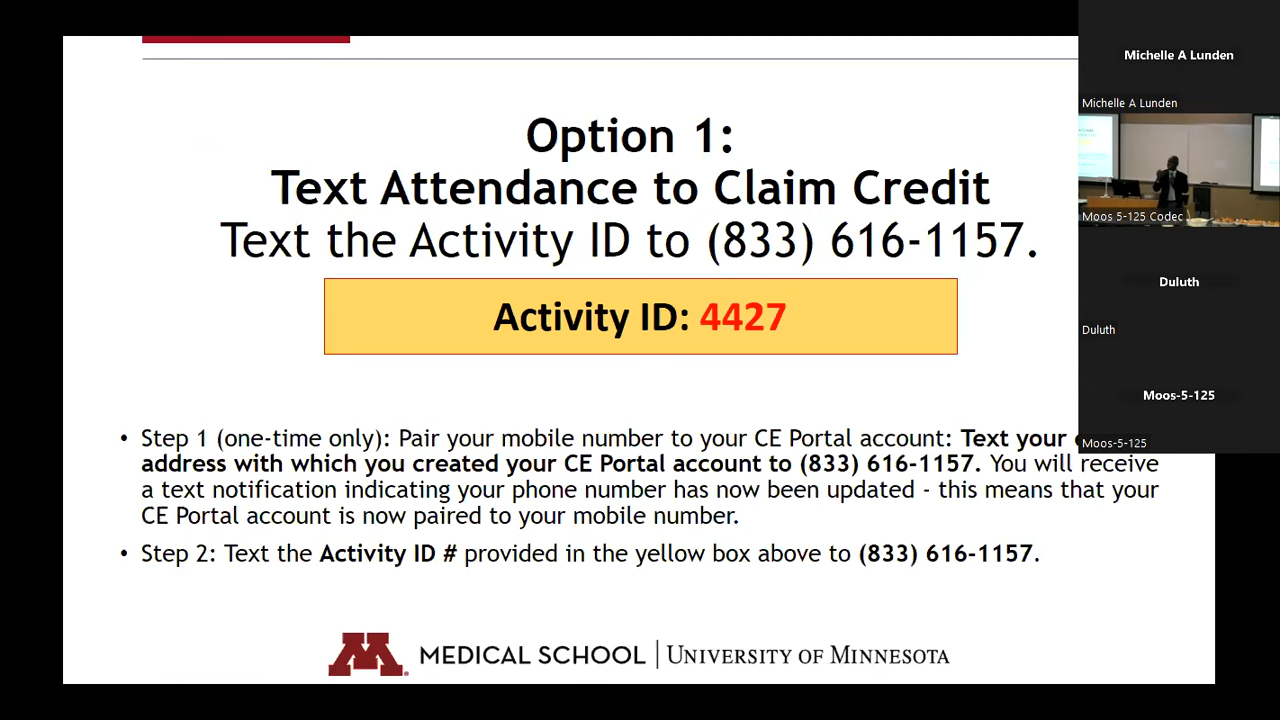 Option 1:
Text Attendance to Claim Credit
Text the Activity ID to (833) 616-1157.
Activity ID: 4427
• Step 1 (one-time only): Pair your mobile number to your CE Portal account: Text your
address with which you created your CE Portal account to (833) 616-1157. You will receive
a text notification indicating your phone number has now been updated - this means that your
CE Portal account is now paired to your mobile number.
• Step 2: Text the Activity ID # provided in the yellow box above to (833) 616-1157.
M MEDICAL SCHOOL | UNIVERSITY OF MINNESOTA
Michelle A Lunden
Michelle A Lunden
Moos 5-125 Codec
Duluth
Duluth
Moos-5-125
Moos-5-125